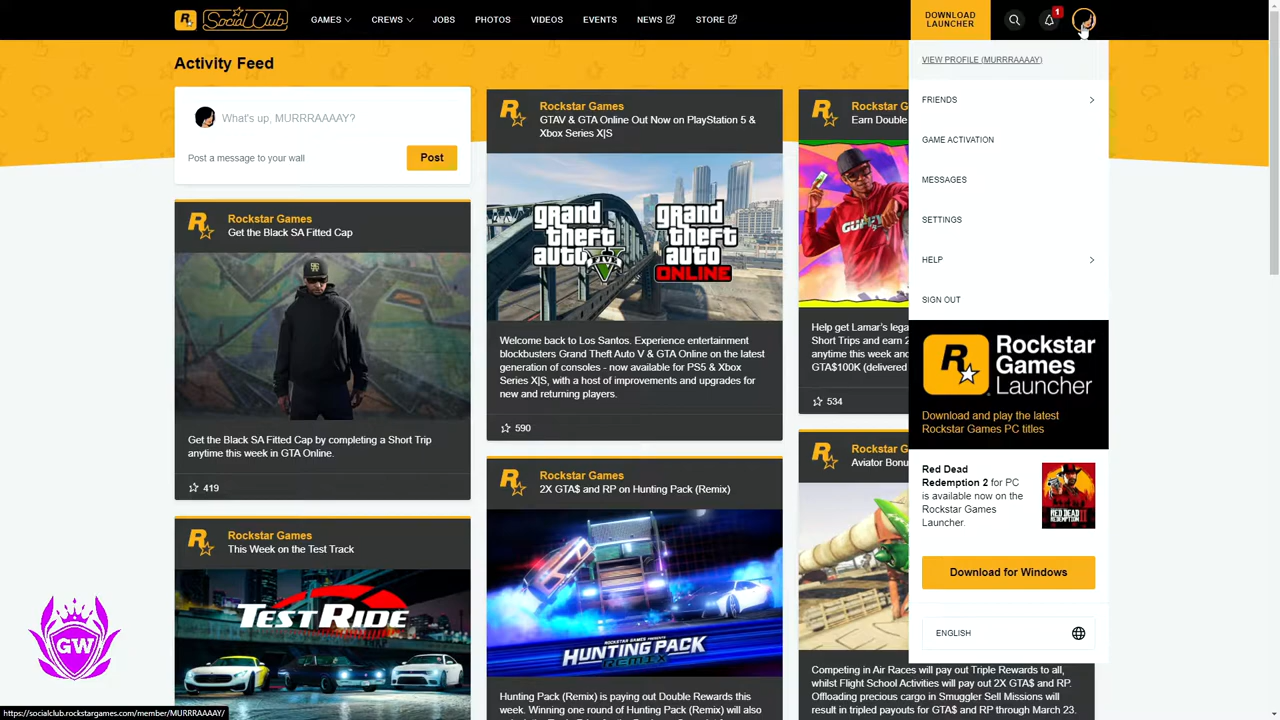 R Social Club
GAMES
CREWS
JOBS
PHOTOS
VIDEOS
EVENTS
NEWS
STORE
DOWNLOAD
LAUNCHER
1
Activity Feed
What's up, MURRRAAAAY?
Post a message to your wall
Post
Rockstar Games
Get the Black SA Fitted Cap
Get the Black SA Fitted Cap by completing a Short Trip
anytime this week in GTA Online.
419
Rockstar Games
This Week on the Test Track
TEST RIDE
Rockstar Games
GTAV & GTA Online Out Now on PlayStation 5 &
Xbox Series X|S
grand
theft
auto V
grand
theft
auto
ONLINE
Welcome back to Los Santos. Experience entertainment
blockbusters Grand Theft Auto V & GTA Online on the latest
generation of consoles - now available for PS5 & Xbox
Series X|S, with a host of improvements and upgrades for
new and returning players.
590
Rockstar Games
2X GTA$ and RP on Hunting Pack (Remix)
ROCKSTAR GAMES PRESENTS
HUNTING PACK
REMIX
Hunting Pack (Remix) is paying out Double Rewards this
week. Winning one round of Hunting Pack (Remix) will also
Rockstar Ga
Earn Double
Help get Lamar's lega
Short Trips and earn 2
anytime this week and
GTA$100K (delivered
534
Rockstar G
Aviator Bonu
Competing in Air Races will pay out Triple Rewards to all,
whilst Flight School Activities will pay out 2X GTA$ and RP.
Offloading precious cargo in Smuggler Sell Missions will
result in tripled payouts for GTA$ and RP through March 23.
VIEW PROFILE (MURRRAAAAY)
FRIENDS
GAME ACTIVATION
MESSAGES
SETTINGS
HELP
SIGN OUT
R
Rockstar
Games
Launcher
Download and play the latest
Rockstar Games PC titles
Red Dead
Redemption 2 for PC
is available now on the
Rockstar Games
Launcher.
RED DEAD
REDEMPTION II
Download for Windows
ENGLISH
GW
https://socialclub.rockstargames.com/member/MURRRAAAAY/